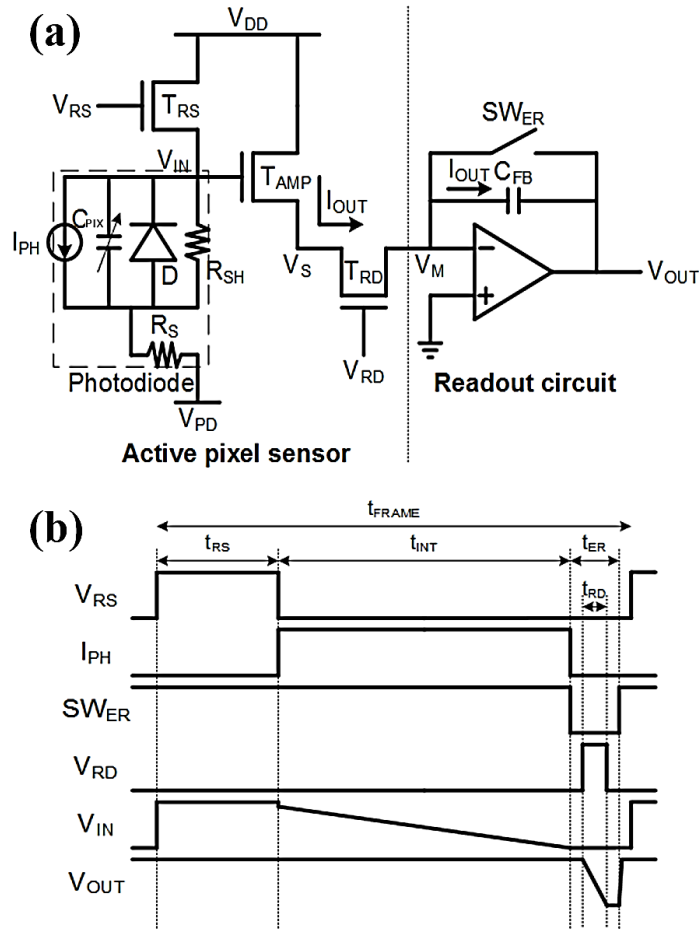 (a)
VDD
VRS
TRS
SWER
VIN
TAMP
IOUT
IOUT CFB
IPH
CPIX
D
RSH
VS
TRD
VM
VOUT
RS
VRD
Photodiode
Readout circuit
VPD
Active pixel sensor
(b)
tFRAME
tRS
tINT
tER
tRD
VRS
IPH
SWER
VRD
VIN
VOUT